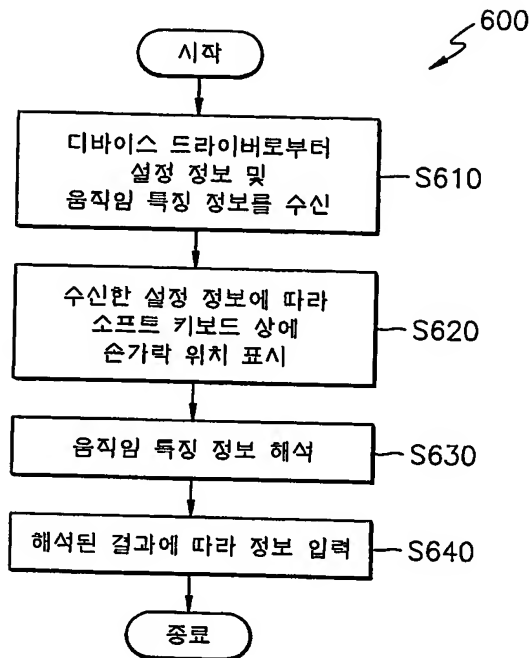 600
시작
디바이스 드라이버로부터
설정 정보 및
움직임 특징 정보를 수신
S610
수신한 설정 정보에 따라
소프트 키보드 상에
손가락 위치 표시
S620
움직임 특징 정보 해석
S630
해석된 결과에 따라 정보 입력
S640
종료